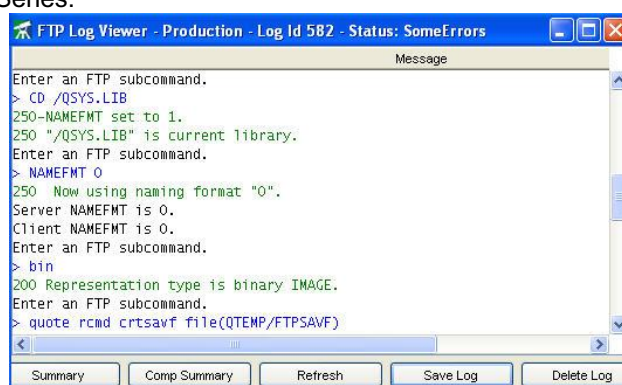 Series.
FTP Log Viewer - Production - Log Id 582 - Status: SomeErrors
Message
Enter an FTP subcommand.
> CD /QSYS.LIB
250-NAMEFMT set to 1.
250 "/QSYS.LIB" is current library.
Enter an FTP subcommand.
> NAMEFMT 0
250  Now using naming format "0".
Server NAMEFMT is 0.
Client NAMEFMT is 0.
Enter an FTP subcommand.
> bin
200 Representation type is binary IMAGE.
Enter an FTP subcommand.
> quote rcmd crtsavf file(QTEMP/FTPSAVF)
Summary Comp Summary Refresh Save Log Delete Log